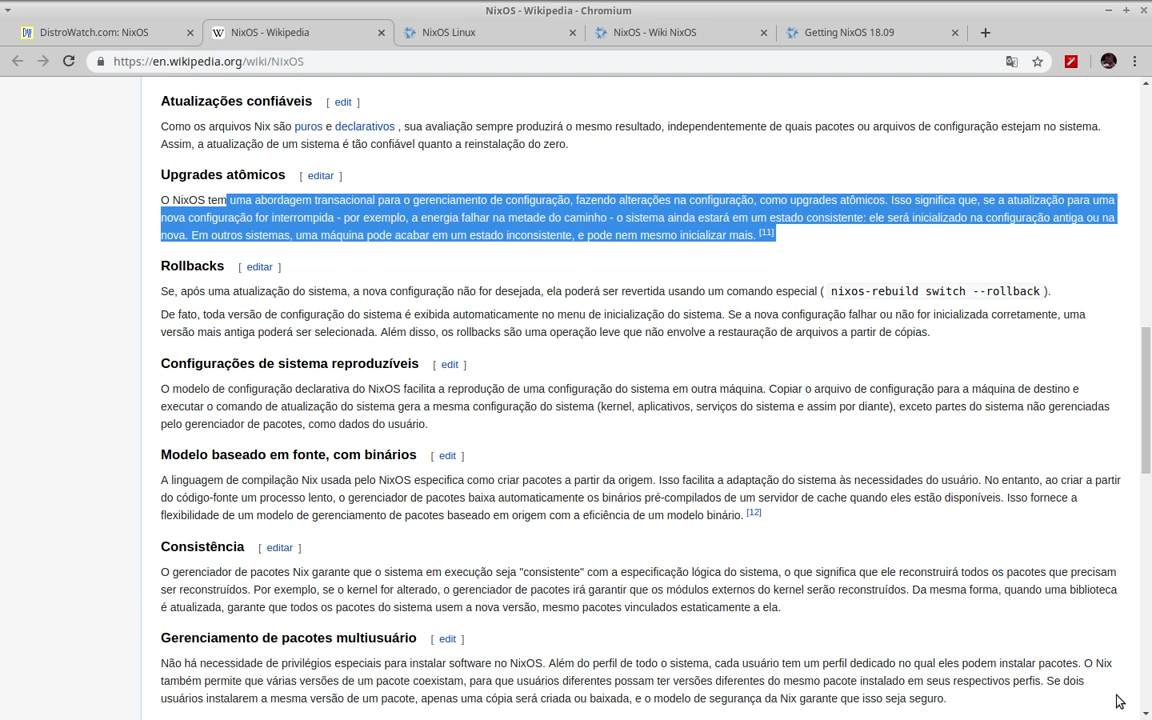 NixOS - Wikipedia - Chromium
DistroWatch.com: NixOS
NixOS - Wikipedia
NixOS Linux
NixOS - Wiki NixOS
Getting NixOS 18.09
https://en.wikipedia.org/wiki/NixOS
Atualizações confiáveis [ edit ]
Como os arquivos Nix são puros e declarativos , sua avaliação sempre produzirá o mesmo resultado, independentemente de quais pacotes ou arquivos de configuração estejam no sistema.
Assim, a atualização de um sistema é tão confiável quanto a reinstalação do zero.
Upgrades atômicos [ editar ]
O NixOS tem uma abordagem transacional para o gerenciamento de configuração, fazendo alterações na configuração, como upgrades atômicos. Isso significa que, se a atualização para uma
nova configuração for interrompida - por exemplo, a energia falhar na metade do caminho - o sistema ainda estará em um estado consistente: ele será inicializado na configuração antiga ou na
nova. Em outros sistemas, uma máquina pode acabar em um estado inconsistente, e pode nem mesmo inicializar mais. [11]
Rollbacks [ editar ]
Se, após uma atualização do sistema, a nova configuração não for desejada, ela poderá ser revertida usando um comando especial ( nixos-rebuild switch --rollback ).
De fato, toda versão de configuração do sistema é exibida automaticamente no menu de inicialização do sistema. Se a nova configuração falhar ou não for inicializada corretamente, uma
versão mais antiga poderá ser selecionada. Além disso, os rollbacks são uma operação leve que não envolve a restauração de arquivos a partir de cópias.
Configurações de sistema reproduzíveis [ edit ]
O modelo de configuração declarativa do NixOS facilita a reprodução de uma configuração do sistema em outra máquina. Copiar o arquivo de configuração para a máquina de destino e
executar o comando de atualização do sistema gera a mesma configuração do sistema (kernel, aplicativos, serviços do sistema e assim por diante), exceto partes do sistema não gerenciadas
pelo gerenciador de pacotes, como dados do usuário.
Modelo baseado em fonte, com binários [ edit ]
A linguagem de compilação Nix usada pelo NixOS especifica como criar pacotes a partir da origem. Isso facilita a adaptação do sistema às necessidades do usuário. No entanto, ao criar a partir
do código-fonte um processo lento, o gerenciador de pacotes baixa automaticamente os binários pré-compilados de um servidor de cache quando eles estão disponíveis. Isso fornece a
flexibilidade de um modelo de gerenciamento de pacotes baseado em origem com a eficiência de um modelo binário. [12]
Consistência [ editar ]
O gerenciador de pacotes Nix garante que o sistema em execução seja "consistente" com a especificação lógica do sistema, o que significa que ele reconstruirá todos os pacotes que precisam
ser reconstruídos. Por exemplo, se o kernel for alterado, o gerenciador de pacotes irá garantir que os módulos externos do kernel serão reconstruídos. Da mesma forma, quando uma biblioteca
é atualizada, garante que todos os pacotes do sistema usem a nova versão, mesmo pacotes vinculados estaticamente a ela.
Gerenciamento de pacotes multiusuário [ edit ]
Não há necessidade de privilégios especiais para instalar software no NixOS. Além do perfil de todo o sistema, cada usuário tem um perfil dedicado no qual eles podem instalar pacotes. O Nix
também permite que várias versões de um pacote coexistam, para que usuários diferentes possam ter versões diferentes do mesmo pacote instalado em seus respectivos perfis. Se dois
usuários instalarem a mesma versão de um pacote, apenas uma cópia será criada ou baixada, e o modelo de segurança da Nix garante que isso seja seguro.